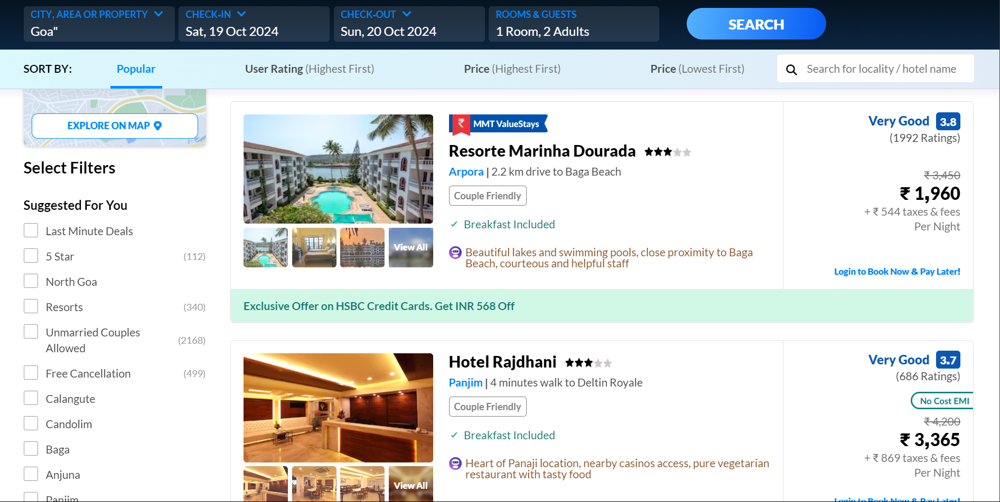 CITY, AREA OR PROPERTY
Goa"
CHECK-IN
Sat, 19 Oct 2024
CHECK-OUT
Sun, 20 Oct 2024
ROOMS & GUESTS
1 Room, 2 Adults
SEARCH
SORT BY:
Popular
User Rating (Highest First)
Price (Highest First)
Price (Lowest First)
Search for locality / hotel name
EXPLORE ON MAP
Select Filters
Suggested For You
Last Minute Deals
5 Star (112)
North Goa
Resorts (340)
Unmarried Couples
Allowed
(2168)
Free Cancellation (499)
Calangute
Candolim
Baga
Anjuna
Panjim
View All
₹ MMT ValueStays
Resorte Marinha Dourada
Arpora | 2.2 km drive to Baga Beach
Couple Friendly
Breakfast Included
Beautiful lakes and swimming pools, close proximity to Baga
Beach, courteous and helpful staff
Very Good 3.8
(1992 Ratings)
₹ 3,450
₹ 1,960
+ ₹ 544 taxes & fees
Per Night
Login to Book Now & Pay Later!
Exclusive Offer on HSBC Credit Cards. Get INR 568 Off
View All
Hotel Rajdhani
Panjim | 4 minutes walk to Deltin Royale
Couple Friendly
Breakfast Included
Heart of Panaji location, nearby casinos access, pure vegetarian
restaurant with tasty food
Very Good 3.7
(686 Ratings)
No Cost EMI
₹ 4,200
₹ 3,365
+ ₹ 869 taxes & fees
Per Night
Login to Book Now & Pay Later!